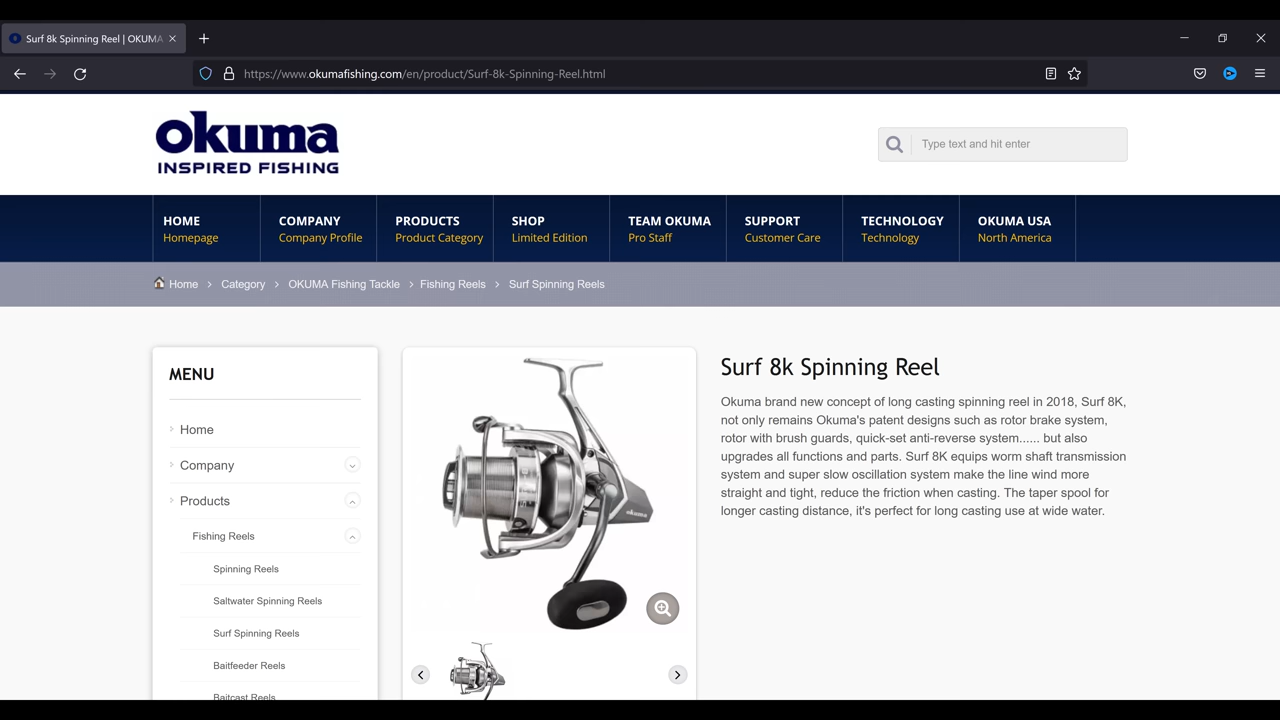 Surf 8k Spinning Reel | OKUMA
https://www.okumafishing.com/en/product/Surf-8k-Spinning-Reel.html
okuma
INSPIRED FISHING
Type text and hit enter
HOME COMPANY PRODUCTS SHOP TEAM OKUMA SUPPORT TECHNOLOGY OKUMA USA
Homepage Company Profile Product Category Limited Edition Pro Staff Customer Care Technology North America
Home > Category > OKUMA Fishing Tackle > Fishing Reels > Surf Spinning Reels
MENU
Home
Company
Products
Fishing Reels
Spinning Reels
Saltwater Spinning Reels
Surf Spinning Reels
Baitfeeder Reels
Baitcast Reels
okuma
Surf 8k Spinning Reel
Okuma brand new concept of long casting spinning reel in 2018, Surf 8K,
not only remains Okuma's patent designs such as rotor brake system,
rotor with brush guards, quick-set anti-reverse system...... but also
upgrades all functions and parts. Surf 8K equips worm shaft transmission
system and super slow oscillation system make the line wind more
straight and tight, reduce the friction when casting. The taper spool for
longer casting distance, it's perfect for long casting use at wide water.